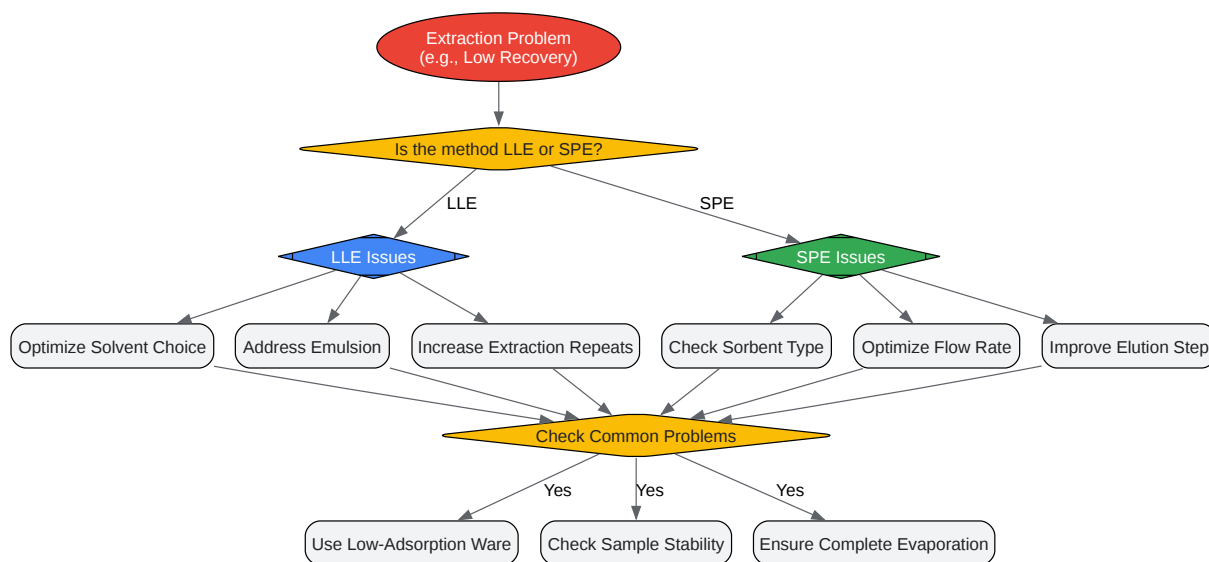 Extraction Problem
(e.g., Low Recovery)
Is the method LLE or SPE?
LLE
SPE
LLE Issues
SPE Issues
Optimize Solvent Choice
Address Emulsion
Increase Extraction Repeats
Check Sorbent Type
Optimize Flow Rate
Improve Elution Step
Check Common Problems
Yes
Yes
Yes
Use Low-Adsorption Ware
Check Sample Stability
Ensure Complete Evaporation